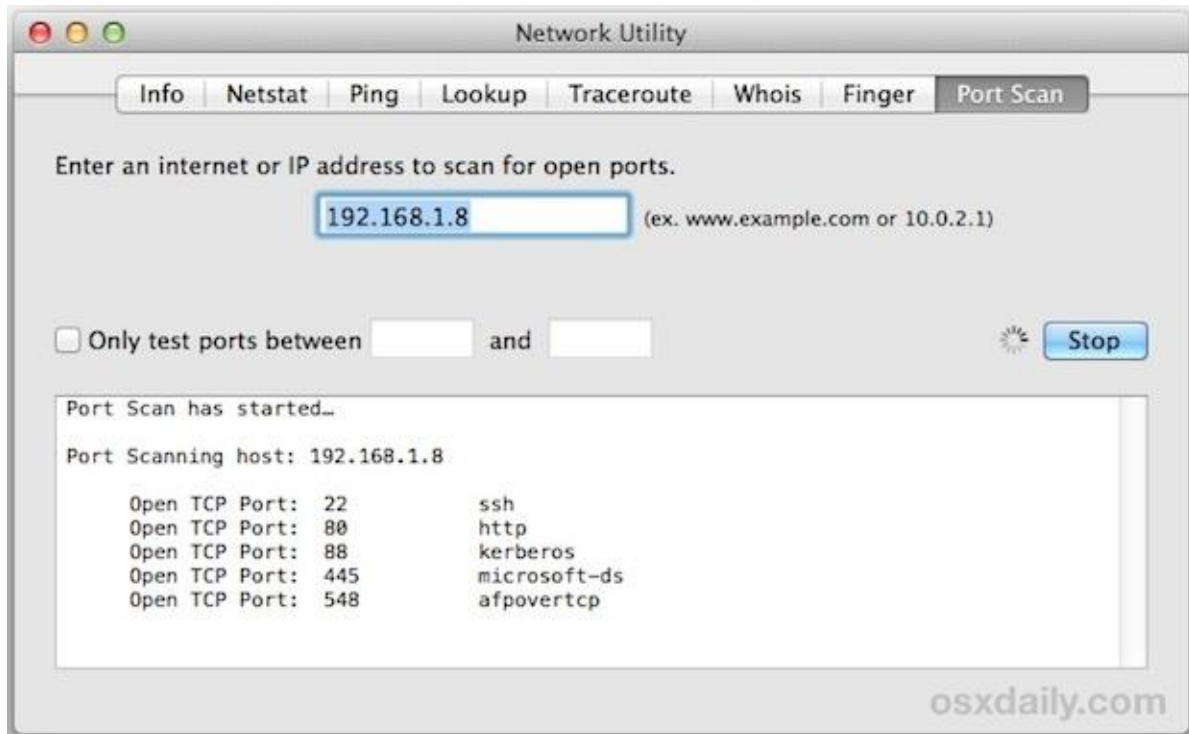 Network Utility
Info Netstat Ping Lookup Traceroute Whois Finger Port Scan
Enter an internet or IP address to scan for open ports.
192.168.1.8 (ex. www.example.com or 10.0.2.1)
Only test ports between and Stop
Port Scan has started…
Port Scanning host: 192.168.1.8
Open TCP Port: 22 ssh
Open TCP Port: 80 http
Open TCP Port: 88 kerberos
Open TCP Port: 445 microsoft-ds
Open TCP Port: 548 afpovertcp
osxdaily.com